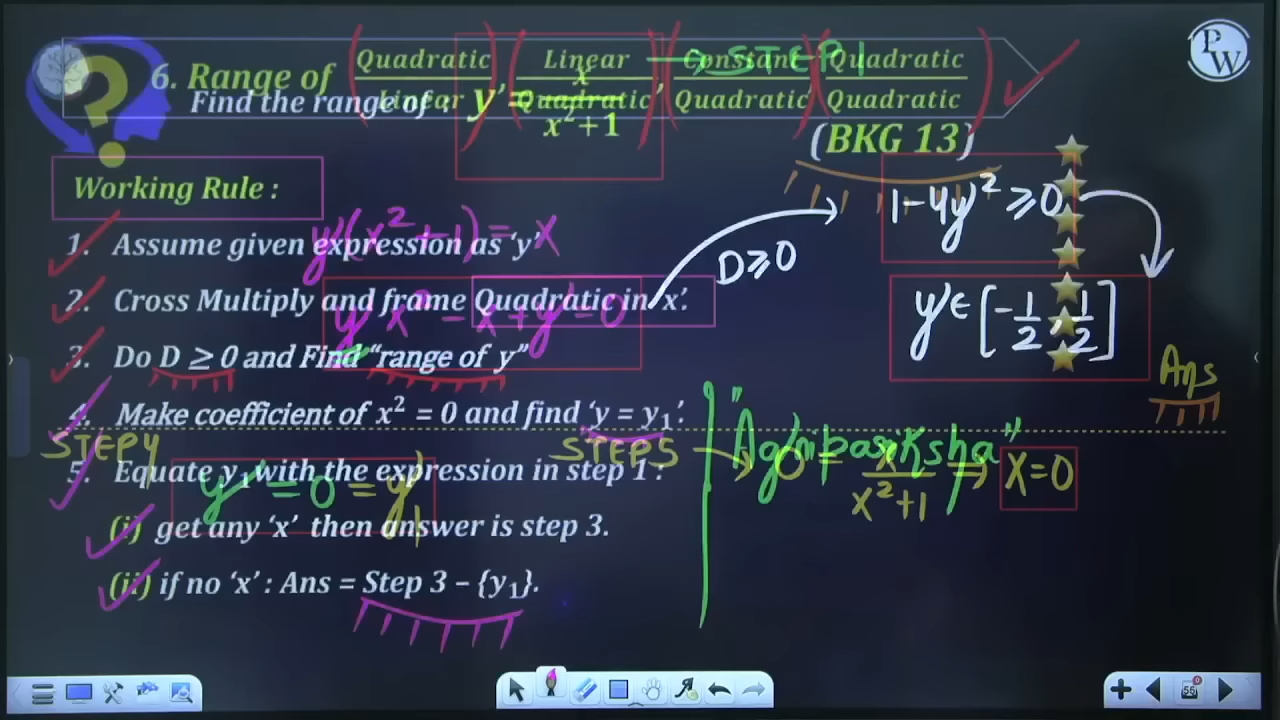 6. Range of (Quadratic/Linear) (Linear/Quadratic), (Constant/Quadratic) (Quadratic/Quadratic)
→ STEP 1
Find the range of : y = x/x²+1
(BKG 13)
Working Rule :
1. Assume given expression as ‘y’
y(x²+1)=x
2. Cross Multiply and frame Quadratic in ‘x’.
yx² - x + y = 0
D ≥ 0
1-4y² ≥ 0
y ∈ [-1/2, 1/2]
Ans
3. Do D ≥ 0 and Find “range of y”
4. Make coefficient of x² = 0 and find ‘y = y₁’.
STEP 4
y = 0 = y₁
STEP 5 → 0 = x/x²+1 ⇒ x=0
"Agnipariksha"
5. Equate y₁ with the expression in step 1 :
(i) get any ‘x’ then answer is step 3.
(ii) if no ‘x’ : Ans = Step 3 – {y₁}.
PW
55